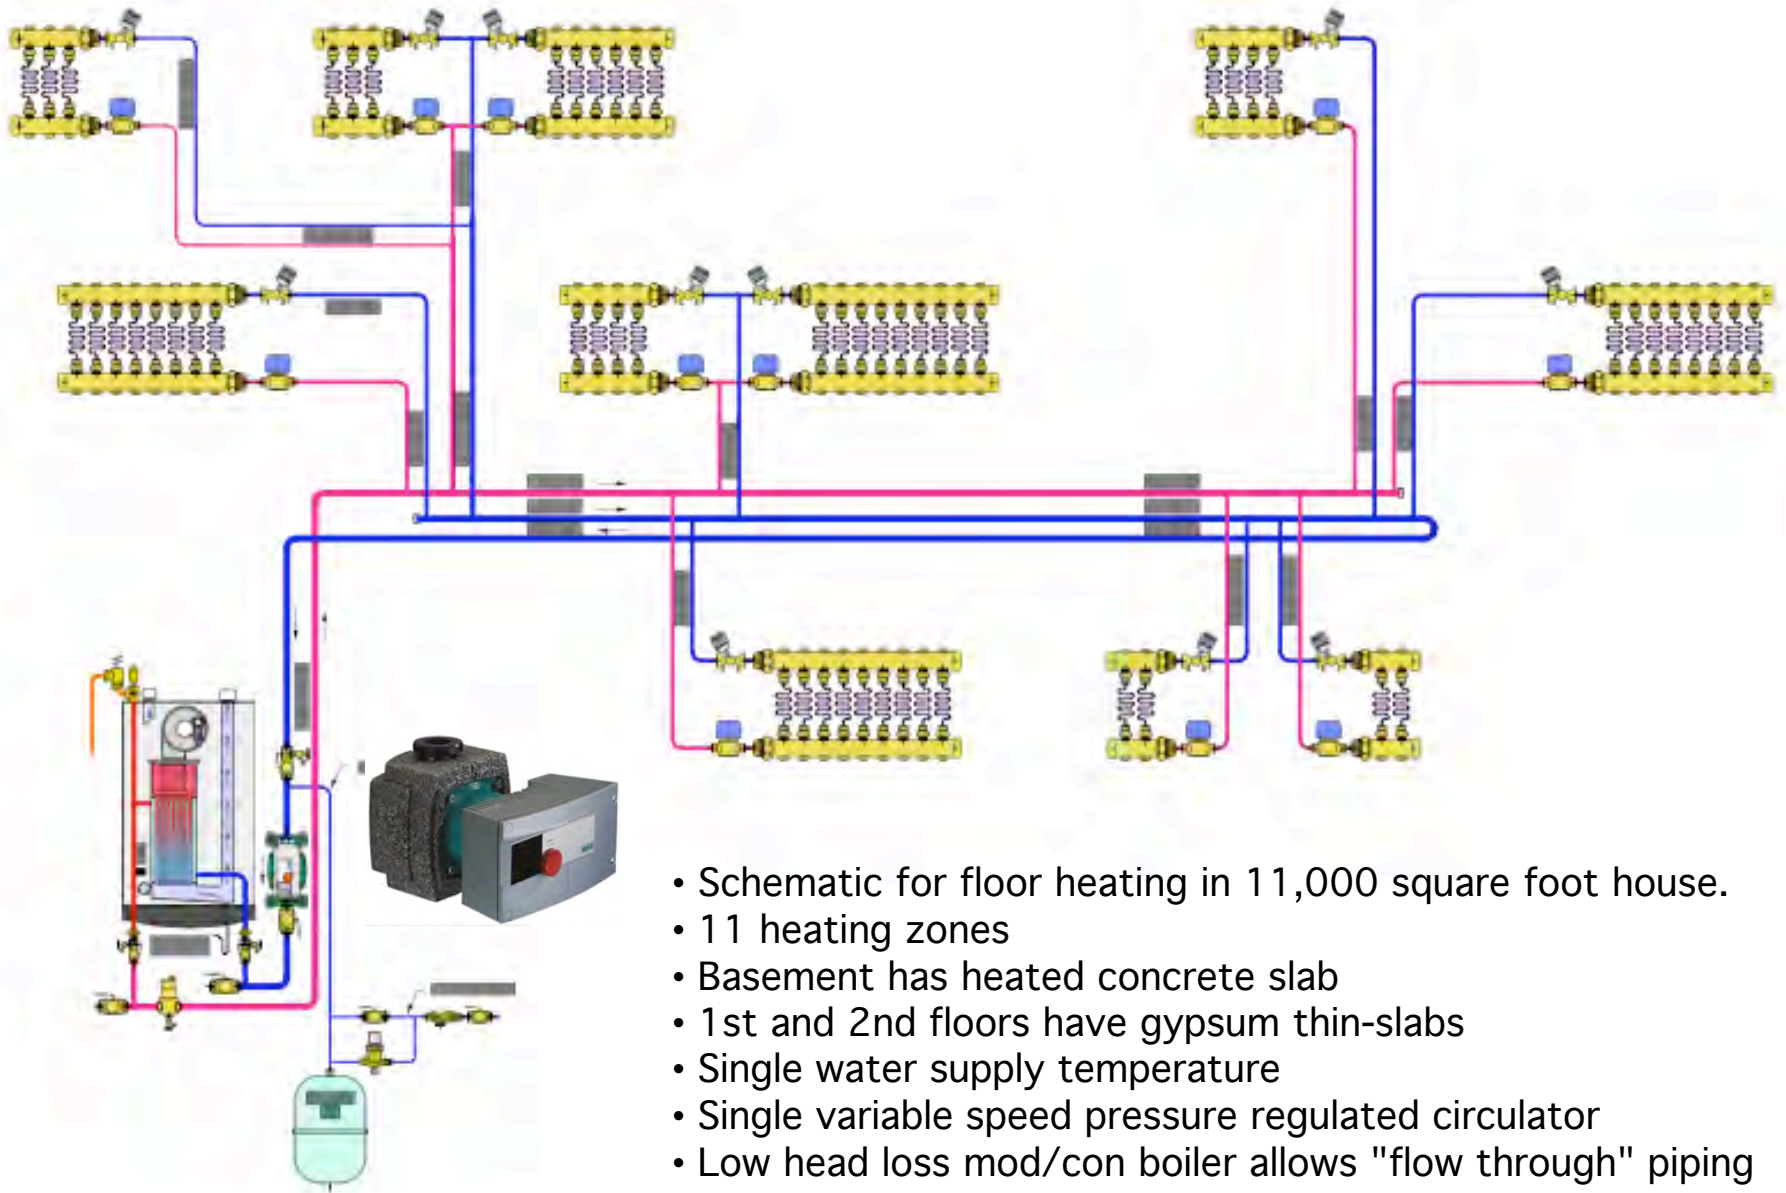 • Schematic for floor heating in 11,000 square foot house.
• 11 heating zones
• Basement has heated concrete slab
• 1st and 2nd floors have gypsum thin-slabs
• Single water supply temperature
• Single variable speed pressure regulated circulator
• Low head loss mod/con boiler allows "flow through" piping